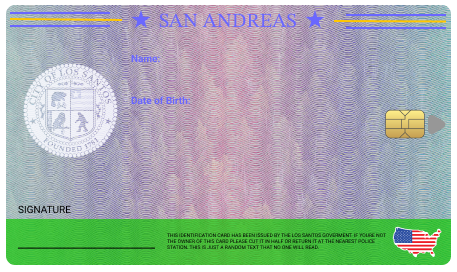 SAN ANDREAS
Name:
CITY OF LOS SANTOS
Date of Birth:
FOUNDED 1781
SIGNATURE
THIS IDENTIFICATION CARD HAS BEEN ISSUED BY THE LOS SANTOS GOVERMENT. IF YOU'RE NOT
THE OWNER OF THIS CARD PLEASE CUT IT IN HALF OR RETURN IT AT THE NEAREST POLICE
STATION. THIS IS JUST A RANDOM TEXT THAT NO ONE WILL READ